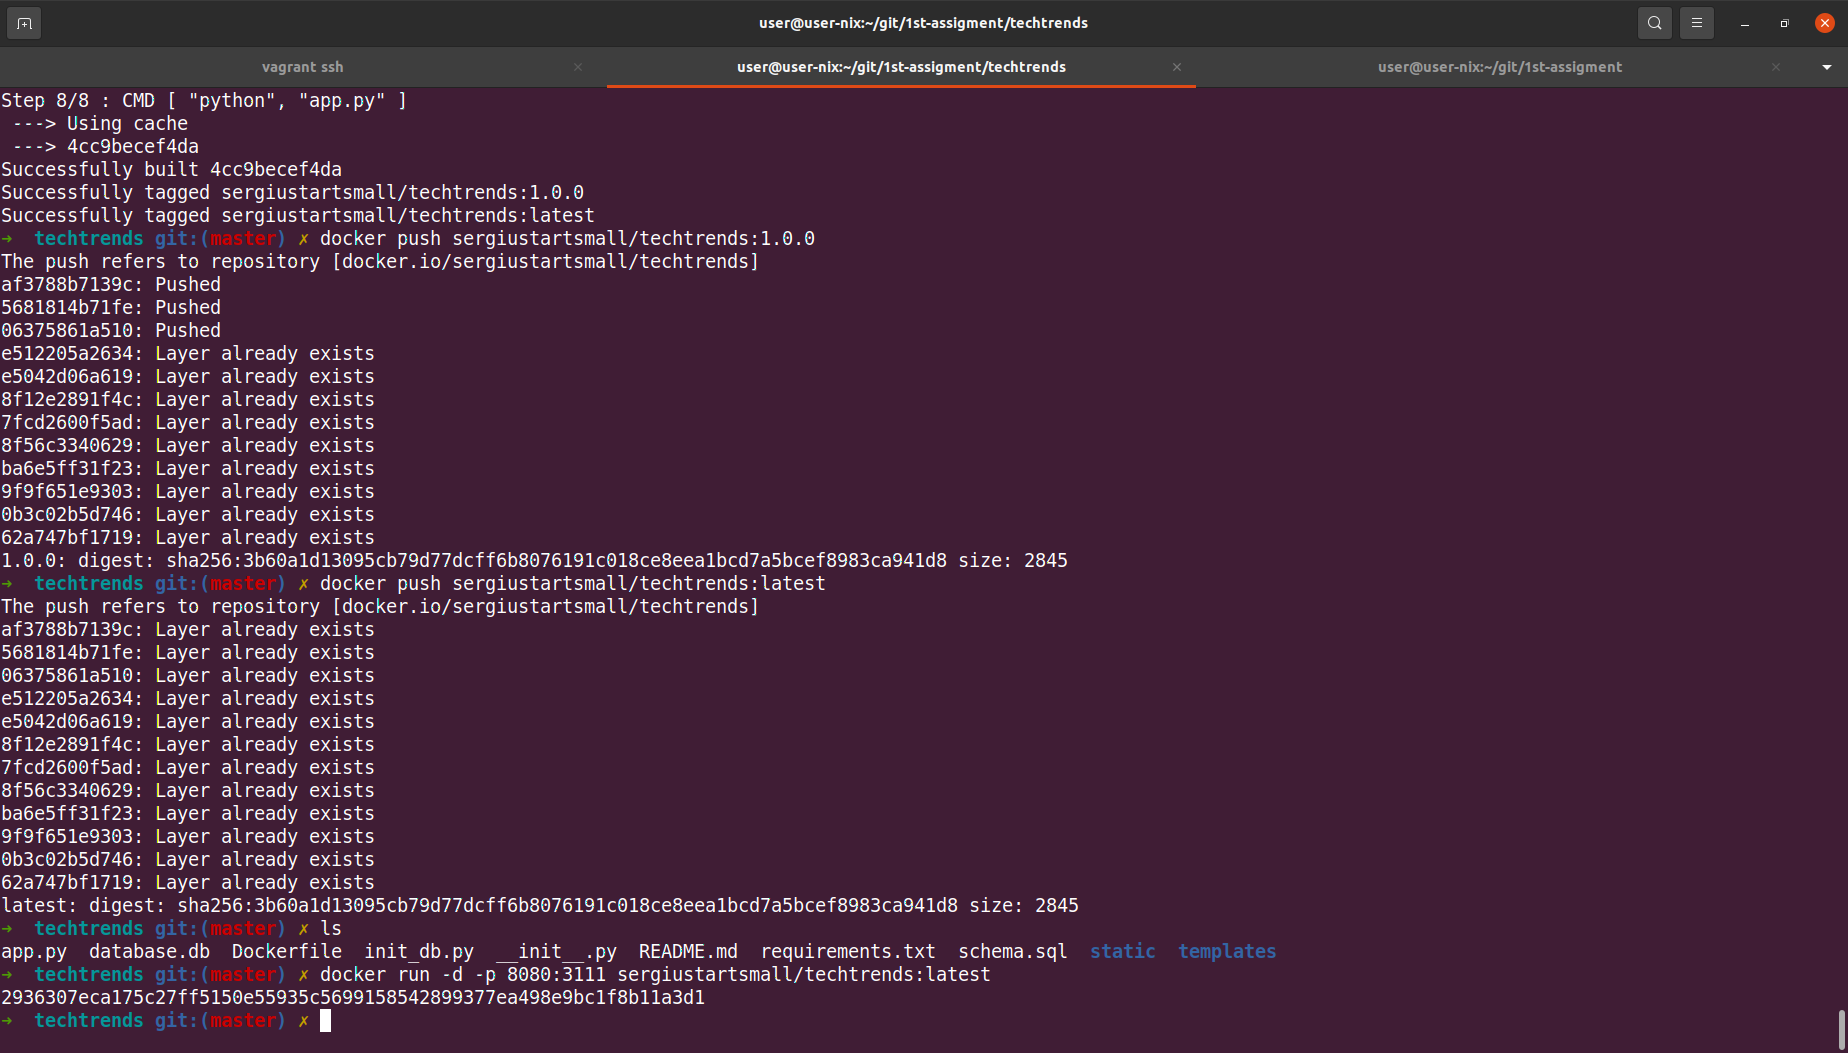 user@user-nix:~/git/1st-assigment/techtrends
vagrant ssh
user@user-nix:~/git/1st-assigment/techtrends
user@user-nix:~/git/1st-assigment
Step 8/8 : CMD [ "python", "app.py" ]
 ---> Using cache
 ---> 4cc9becef4da
Successfully built 4cc9becef4da
Successfully tagged sergiustartsmall/techtrends:1.0.0
Successfully tagged sergiustartsmall/techtrends:latest
→  techtrends git:(master) ✗ docker push sergiustartsmall/techtrends:1.0.0
The push refers to repository [docker.io/sergiustartsmall/techtrends]
af3788b7139c: Pushed
5681814b71fe: Pushed
06375861a510: Pushed
e512205a2634: Layer already exists
e5042d06a619: Layer already exists
8f12e2891f4c: Layer already exists
7fcd2600f5ad: Layer already exists
8f56c3340629: Layer already exists
ba6e5ff31f23: Layer already exists
9f9f651e9303: Layer already exists
0b3c02b5d746: Layer already exists
62a747bf1719: Layer already exists
1.0.0: digest: sha256:3b60a1d13095cb79d77dcff6b8076191c018ce8eea1bcd7a5bcef8983ca941d8 size: 2845
→  techtrends git:(master) ✗ docker push sergiustartsmall/techtrends:latest
The push refers to repository [docker.io/sergiustartsmall/techtrends]
af3788b7139c: Layer already exists
5681814b71fe: Layer already exists
06375861a510: Layer already exists
e512205a2634: Layer already exists
e5042d06a619: Layer already exists
8f12e2891f4c: Layer already exists
7fcd2600f5ad: Layer already exists
8f56c3340629: Layer already exists
ba6e5ff31f23: Layer already exists
9f9f651e9303: Layer already exists
0b3c02b5d746: Layer already exists
62a747bf1719: Layer already exists
latest: digest: sha256:3b60a1d13095cb79d77dcff6b8076191c018ce8eea1bcd7a5bcef8983ca941d8 size: 2845
→  techtrends git:(master) ✗ ls
app.py  database.db  Dockerfile  init_db.py  __init__.py  README.md  requirements.txt  schema.sql  static  templates
→  techtrends git:(master) ✗ docker run -d -p 8080:3111 sergiustartsmall/techtrends:latest
2936307eca175c27ff5150e55935c5699158542899377ea498e9bc1f8b11a3d1
→  techtrends git:(master) ✗